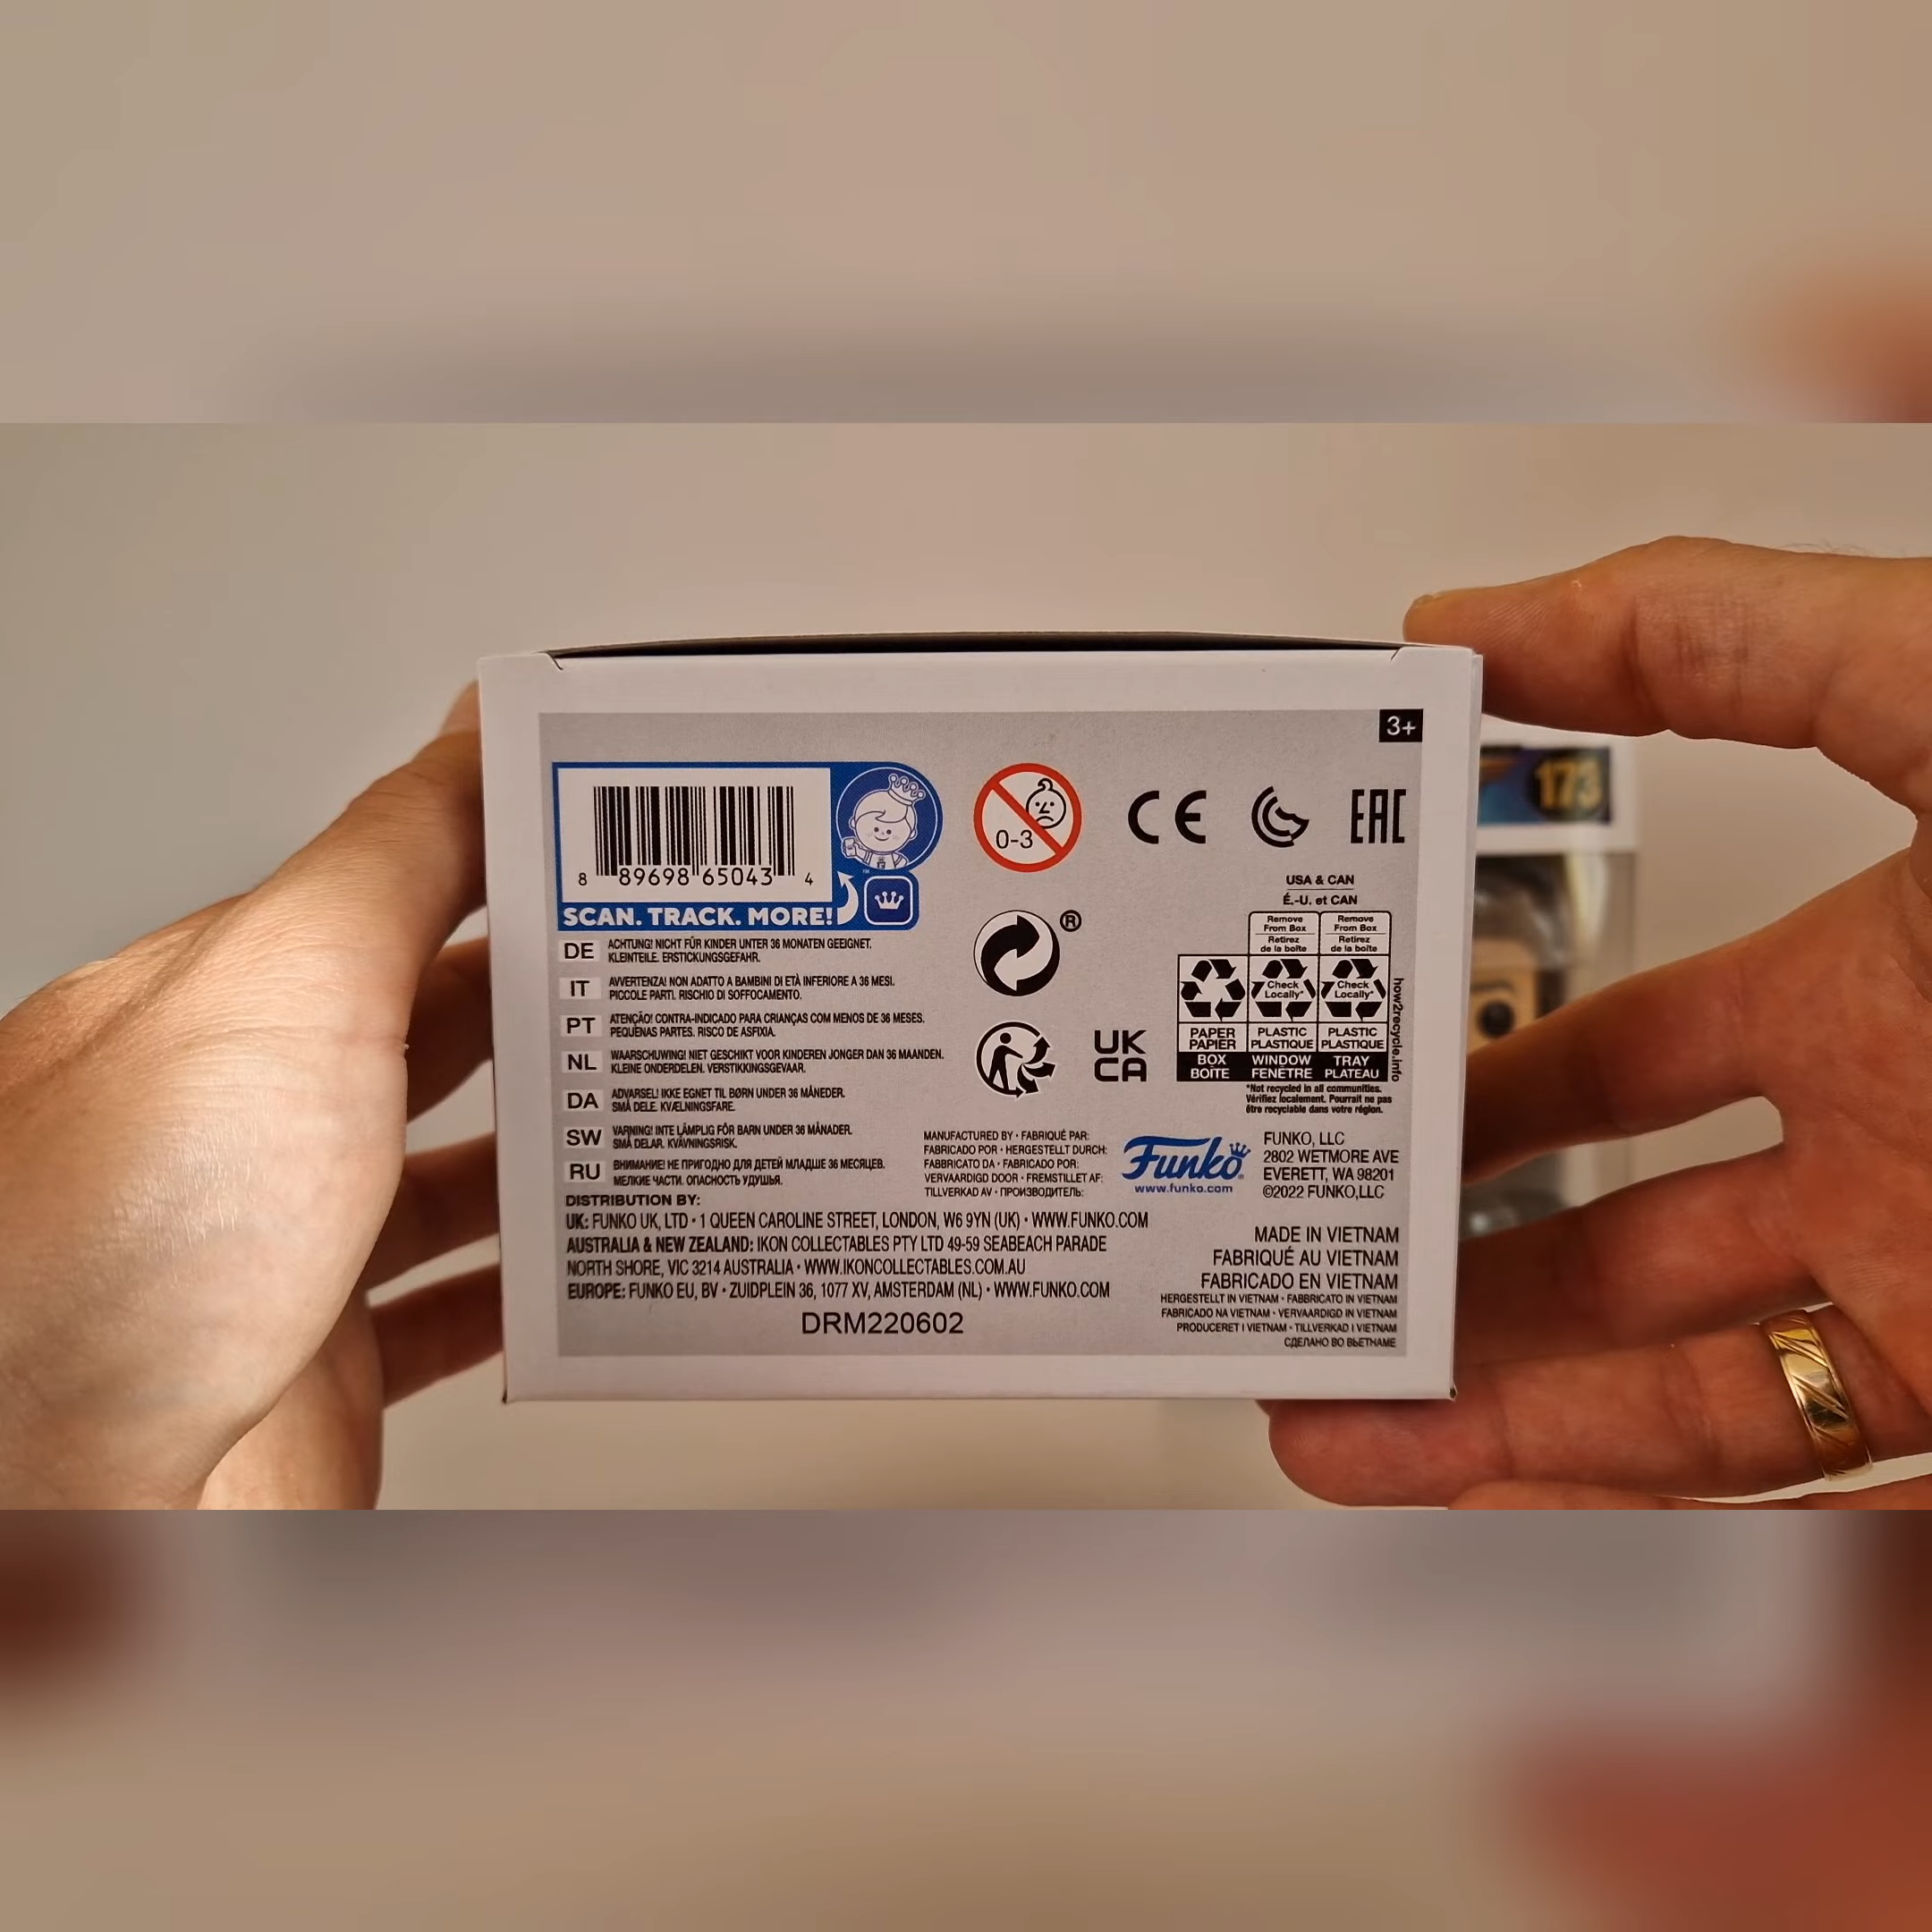 3+
173
8 89698 65043 4
SCAN. TRACK. MORE!
0-3
CE
EAC
®
UK
CA
USA & CAN
É.-U. et CAN
Remove From Box
Retirez de la boîte
Remove From Box
Retirez de la boîte
Check Locally*
Check Locally*
PAPER PAPIER
PLASTIC PLASTIQUE
PLASTIC PLASTIQUE
BOX BOÎTE
WINDOW FENÊTRE
TRAY PLATEAU
how2recycle.info
*Not recycled in all communities.
Vérifiez localement. Pourrait ne pas
être recyclable dans votre région.
DE ACHTUNG! NICHT FÜR KINDER UNTER 36 MONATEN GEEIGNET.
KLEINTEILE. ERSTICKUNGSGEFAHR.
IT AVVERTENZA! NON ADATTO A BAMBINI DI ETÀ INFERIORE A 36 MESI.
PICCOLE PARTI. RISCHIO DI SOFFOCAMENTO.
PT ATENÇÃO! CONTRA-INDICADO PARA CRIANÇAS COM MENOS DE 36 MESES.
PEQUENAS PARTES. RISCO DE ASFIXIA.
NL WAARSCHUWING! NIET GESCHIKT VOOR KINDEREN JONGER DAN 36 MAANDEN.
KLEINE ONDERDELEN. VERSTIKKINGSGEVAAR.
DA ADVARSEL! IKKE EGNET TIL BØRN UNDER 36 MÅNEDER.
SMÅ DELE. KVÆLNINGSFARE.
SW VARNING! INTE LÄMPLIG FÖR BARN UNDER 36 MÅNADER.
SMÅ DELAR. KVÄVNINGSRISK.
RU ВНИМАНИЕ! НЕ ПРИГОДНО ДЛЯ ДЕТЕЙ МЛАДШЕ 36 МЕСЯЦЕВ.
МЕЛКИЕ ЧАСТИ. ОПАСНОСТЬ УДУШЬЯ.
MANUFACTURED BY • FABRIQUÉ PAR:
FABRICADO POR • HERGESTELLT DURCH:
FABBRICATO DA • FABRICADO POR:
VERVAARDIGD DOOR • FREMSTILLET AF:
TILLVERKAD AV • ПРОИЗВОДИТЕЛЬ:
Funko®
www.funko.com
FUNKO, LLC
2802 WETMORE AVE
EVERETT, WA 98201
©2022 FUNKO,LLC
DISTRIBUTION BY:
UK: FUNKO UK, LTD • 1 QUEEN CAROLINE STREET, LONDON, W6 9YN (UK) • WWW.FUNKO.COM
AUSTRALIA & NEW ZEALAND: IKON COLLECTABLES PTY LTD 49-59 SEABEACH PARADE
NORTH SHORE, VIC 3214 AUSTRALIA • WWW.IKONCOLLECTABLES.COM.AU
EUROPE: FUNKO EU, BV • ZUIDPLEIN 36, 1077 XV, AMSTERDAM (NL) • WWW.FUNKO.COM
DRM220602
MADE IN VIETNAM
FABRIQUÉ AU VIETNAM
FABRICADO EN VIETNAM
HERGESTELLT IN VIETNAM • FABBRICATO IN VIETNAM
FABRICADO NA VIETNAM • VERVAARDIGD IN VIETNAM
PRODUCERET I VIETNAM • TILLVERKAD I VIETNAM
СДЕЛАНО ВО ВЬЕТНАМЕ